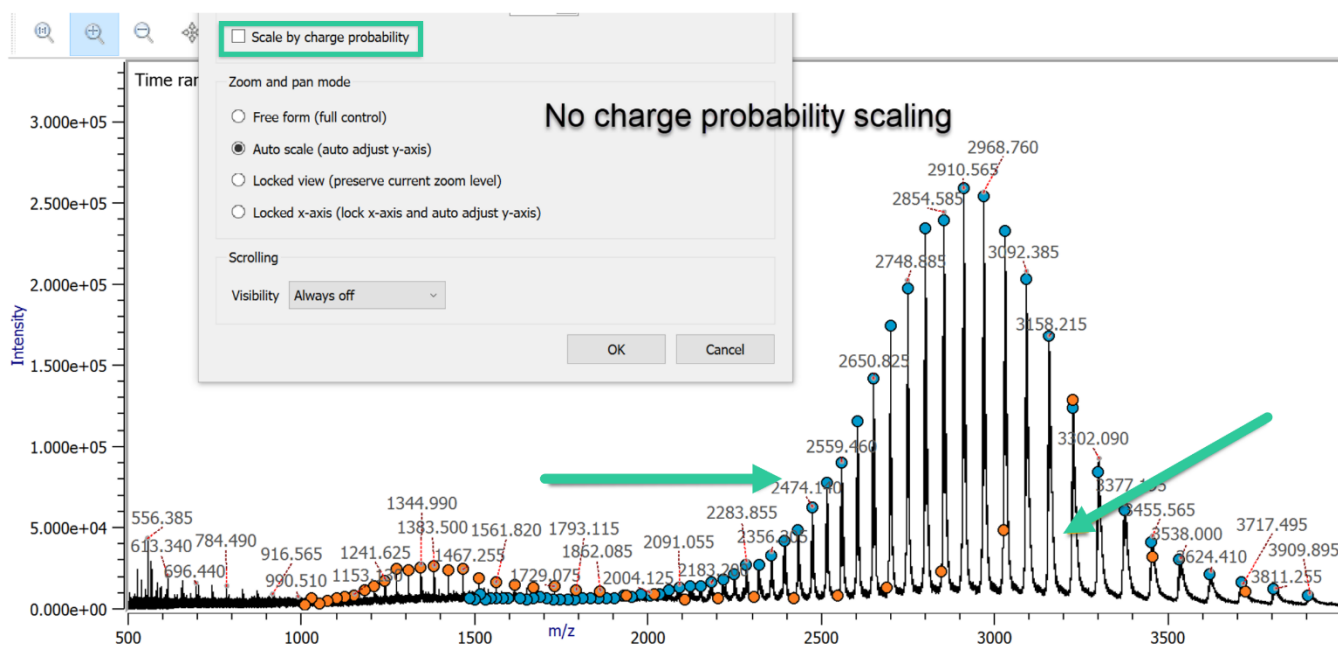 Scale by charge probability
Time rar
Zoom and pan mode
Free form (full control)
Auto scale (auto adjust y-axis)
Locked view (preserve current zoom level)
Locked x-axis (lock x-axis and auto adjust y-axis)
Scrolling
Visibility Always off
OK Cancel
No charge probability scaling
Intensity
3.000e+05
2.500e+05
2.000e+05
1.500e+05
1.000e+05
5.000e+04
0.000e+00
556.385
613.340
696.440
784.490
916.565
990.510
1241.625
1344.990
1383.500
1467.255
1561.820
1729.075
1793.115
1862.085
2004.125
2091.055
2283.855
2474.140
2559.460
2650.825
2748.885
2854.585
2910.565
2968.760
3092.385
3158.215
3302.090
3455.565
3538.000
3717.495
3811.255
3909.895
500 1000 1500 2000 2500 3000 3500
m/z